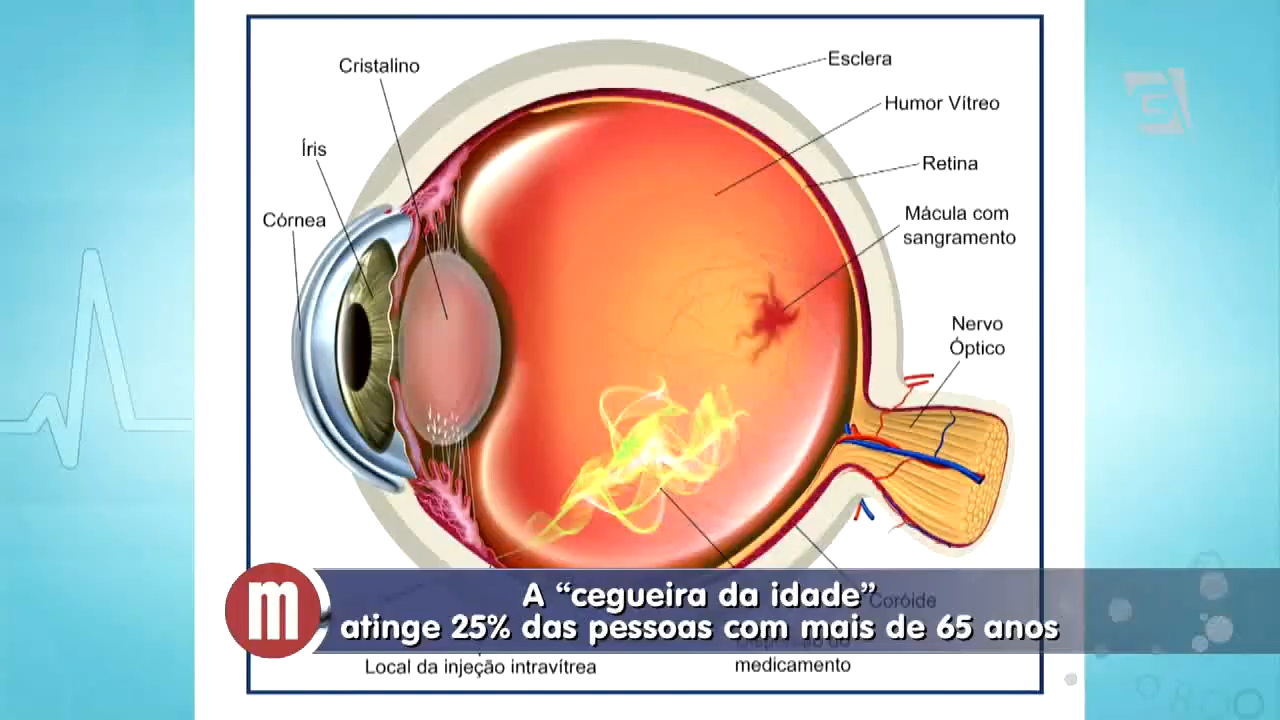 Cristalino
Esclera
Humor Vítreo
Íris
Retina
Córnea
Mácula com
sangramento
Nervo
Óptico
m
A “cegueira da idade”
Coróide
atinge 25% das pessoas com mais de 65 anos
Local da injeção intravítrea
medicamento